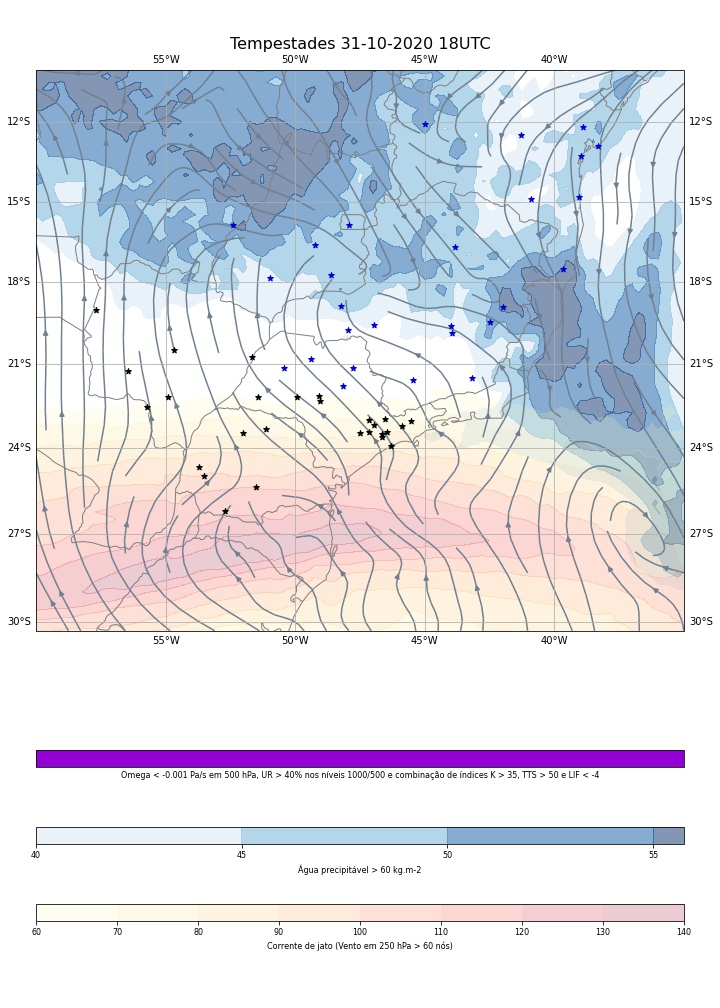 Tempestades 31-10-2020 18UTC
55°W 50°W 45°W 40°W
12°S 12°S
15°S 15°S
18°S 18°S
21°S 21°S
24°S 24°S
27°S 27°S
30°S 30°S
55°W 50°W 45°W 40°W
Omega < -0.001 Pa/s em 500 hPa, UR > 40% nos níveis 1000/500 e combinação de índices K > 35, TTS > 50 e LIF < -4
40 45 50 55
Água precipitável > 60 kg.m-2
60 70 80 90 100 110 120 130 140
Corrente de jato (Vento em 250 hPa > 60 nós)